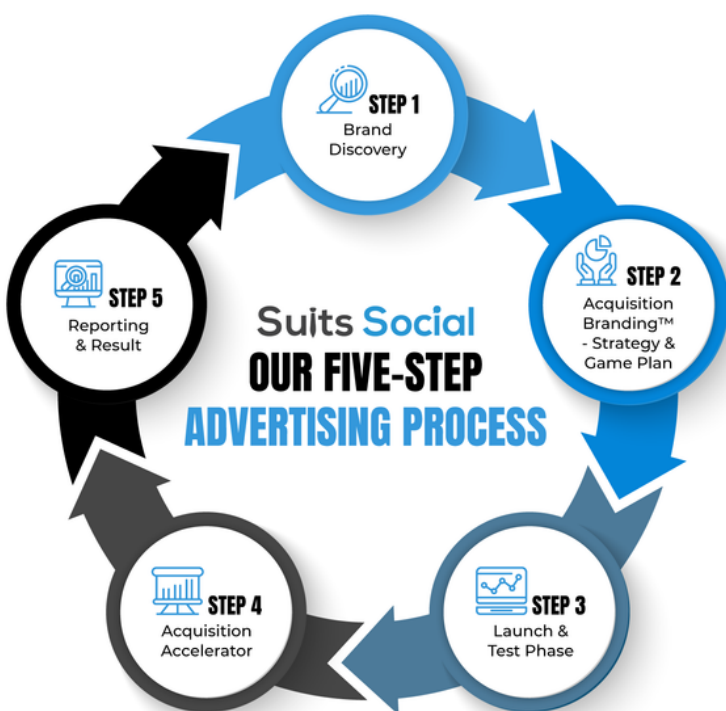 STEP 1
Brand
Discovery
STEP 2
Acquisition
Branding™
- Strategy &
Game Plan
STEP 3
Launch &
Test Phase
STEP 4
Acquisition
Accelerator
STEP 5
Reporting
& Result
Suits Social
OUR FIVE-STEP
ADVERTISING PROCESS